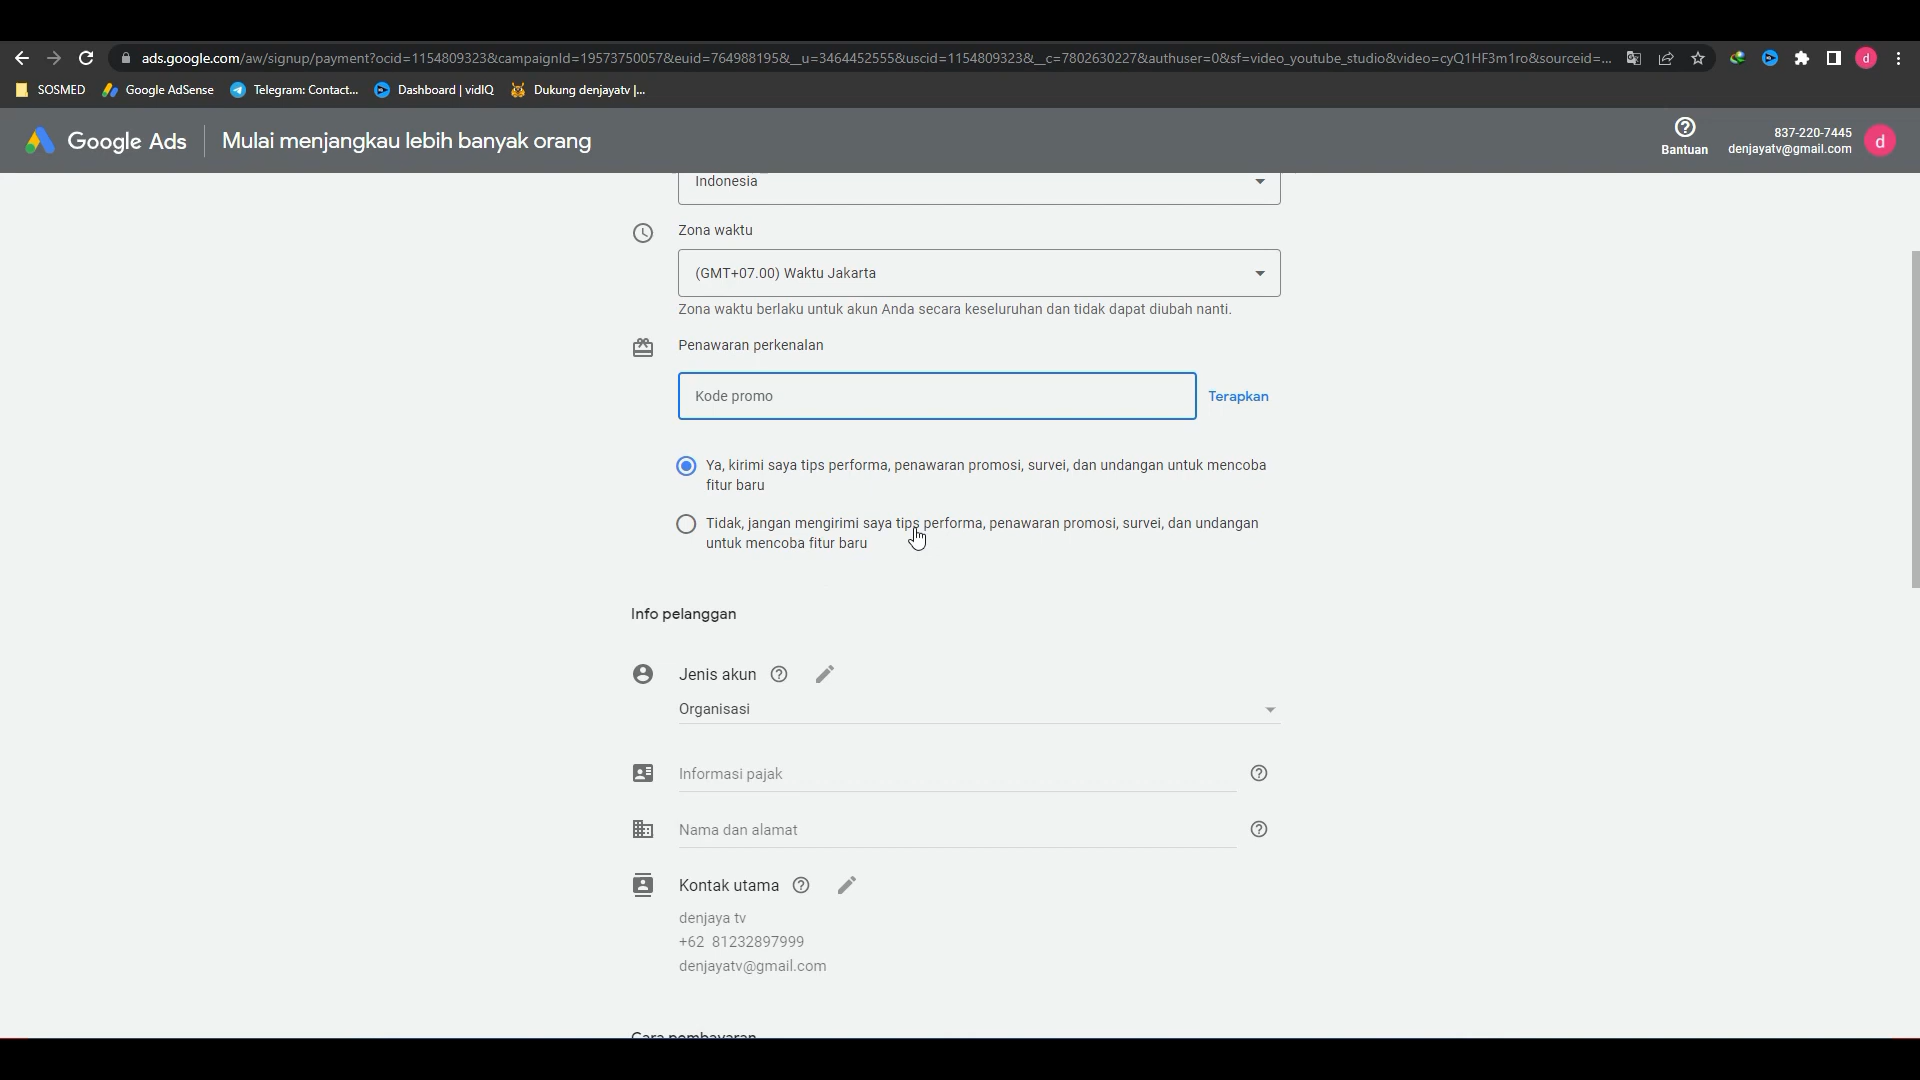 ads.google.com/aw/signup/payment?ocid=1154809323&campaignId=19573750057&euid=764988195&__u=3464452555&uscid=1154809323&__c=7802630227&authuser=0&sf=video_youtube_studio&video=cyQ1HF3m1ro&sourceid=...
d
SOSMED
Google AdSense
Telegram: Contact...
Dashboard | vidIQ
Dukung denjayatv |...
Google Ads
Mulai menjangkau lebih banyak orang
Bantuan
837-220-7445
denjayatv@gmail.com
d
Indonesia
Zona waktu
(GMT+07.00) Waktu Jakarta
Zona waktu berlaku untuk akun Anda secara keseluruhan dan tidak dapat diubah nanti.
Penawaran perkenalan
Kode promo
Terapkan
Ya, kirimi saya tips performa, penawaran promosi, survei, dan undangan untuk mencoba
fitur baru
Tidak, jangan mengirimi saya tips performa, penawaran promosi, survei, dan undangan
untuk mencoba fitur baru
Info pelanggan
Jenis akun
Organisasi
Informasi pajak
Nama dan alamat
Kontak utama
denjaya tv
+62 81232897999
denjayatv@gmail.com
Cara pembayaran